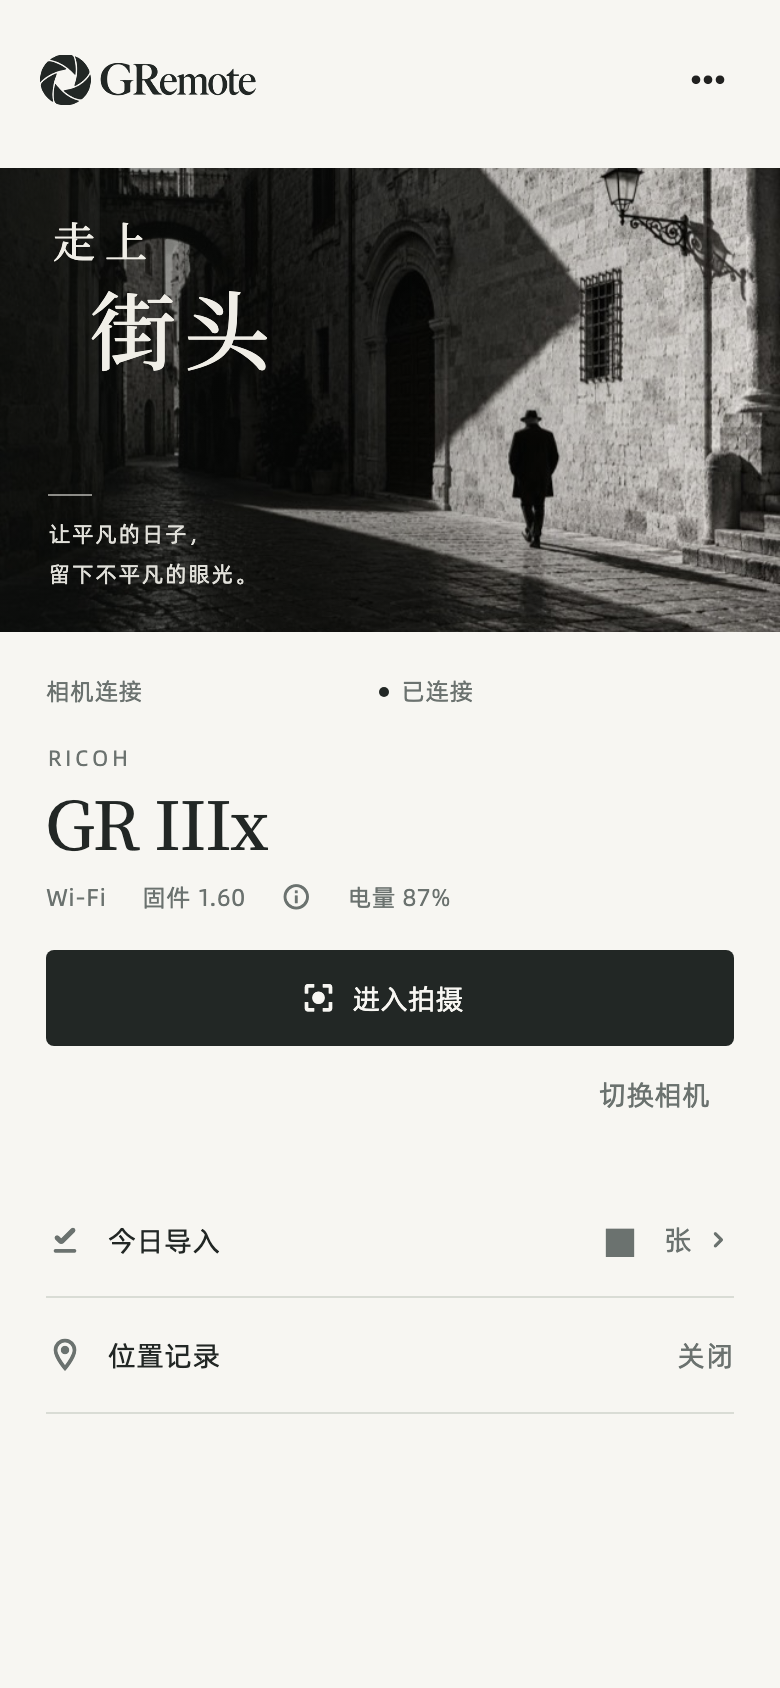 GRemote
走上
街头
让平凡的日子，
留下不平凡的眼光。
相机连接
已连接
RICOH
GR IIIx
Wi-Fi 固件 1.60 电量 87%
进入拍摄
切换相机
今日导入 张
位置记录 关闭